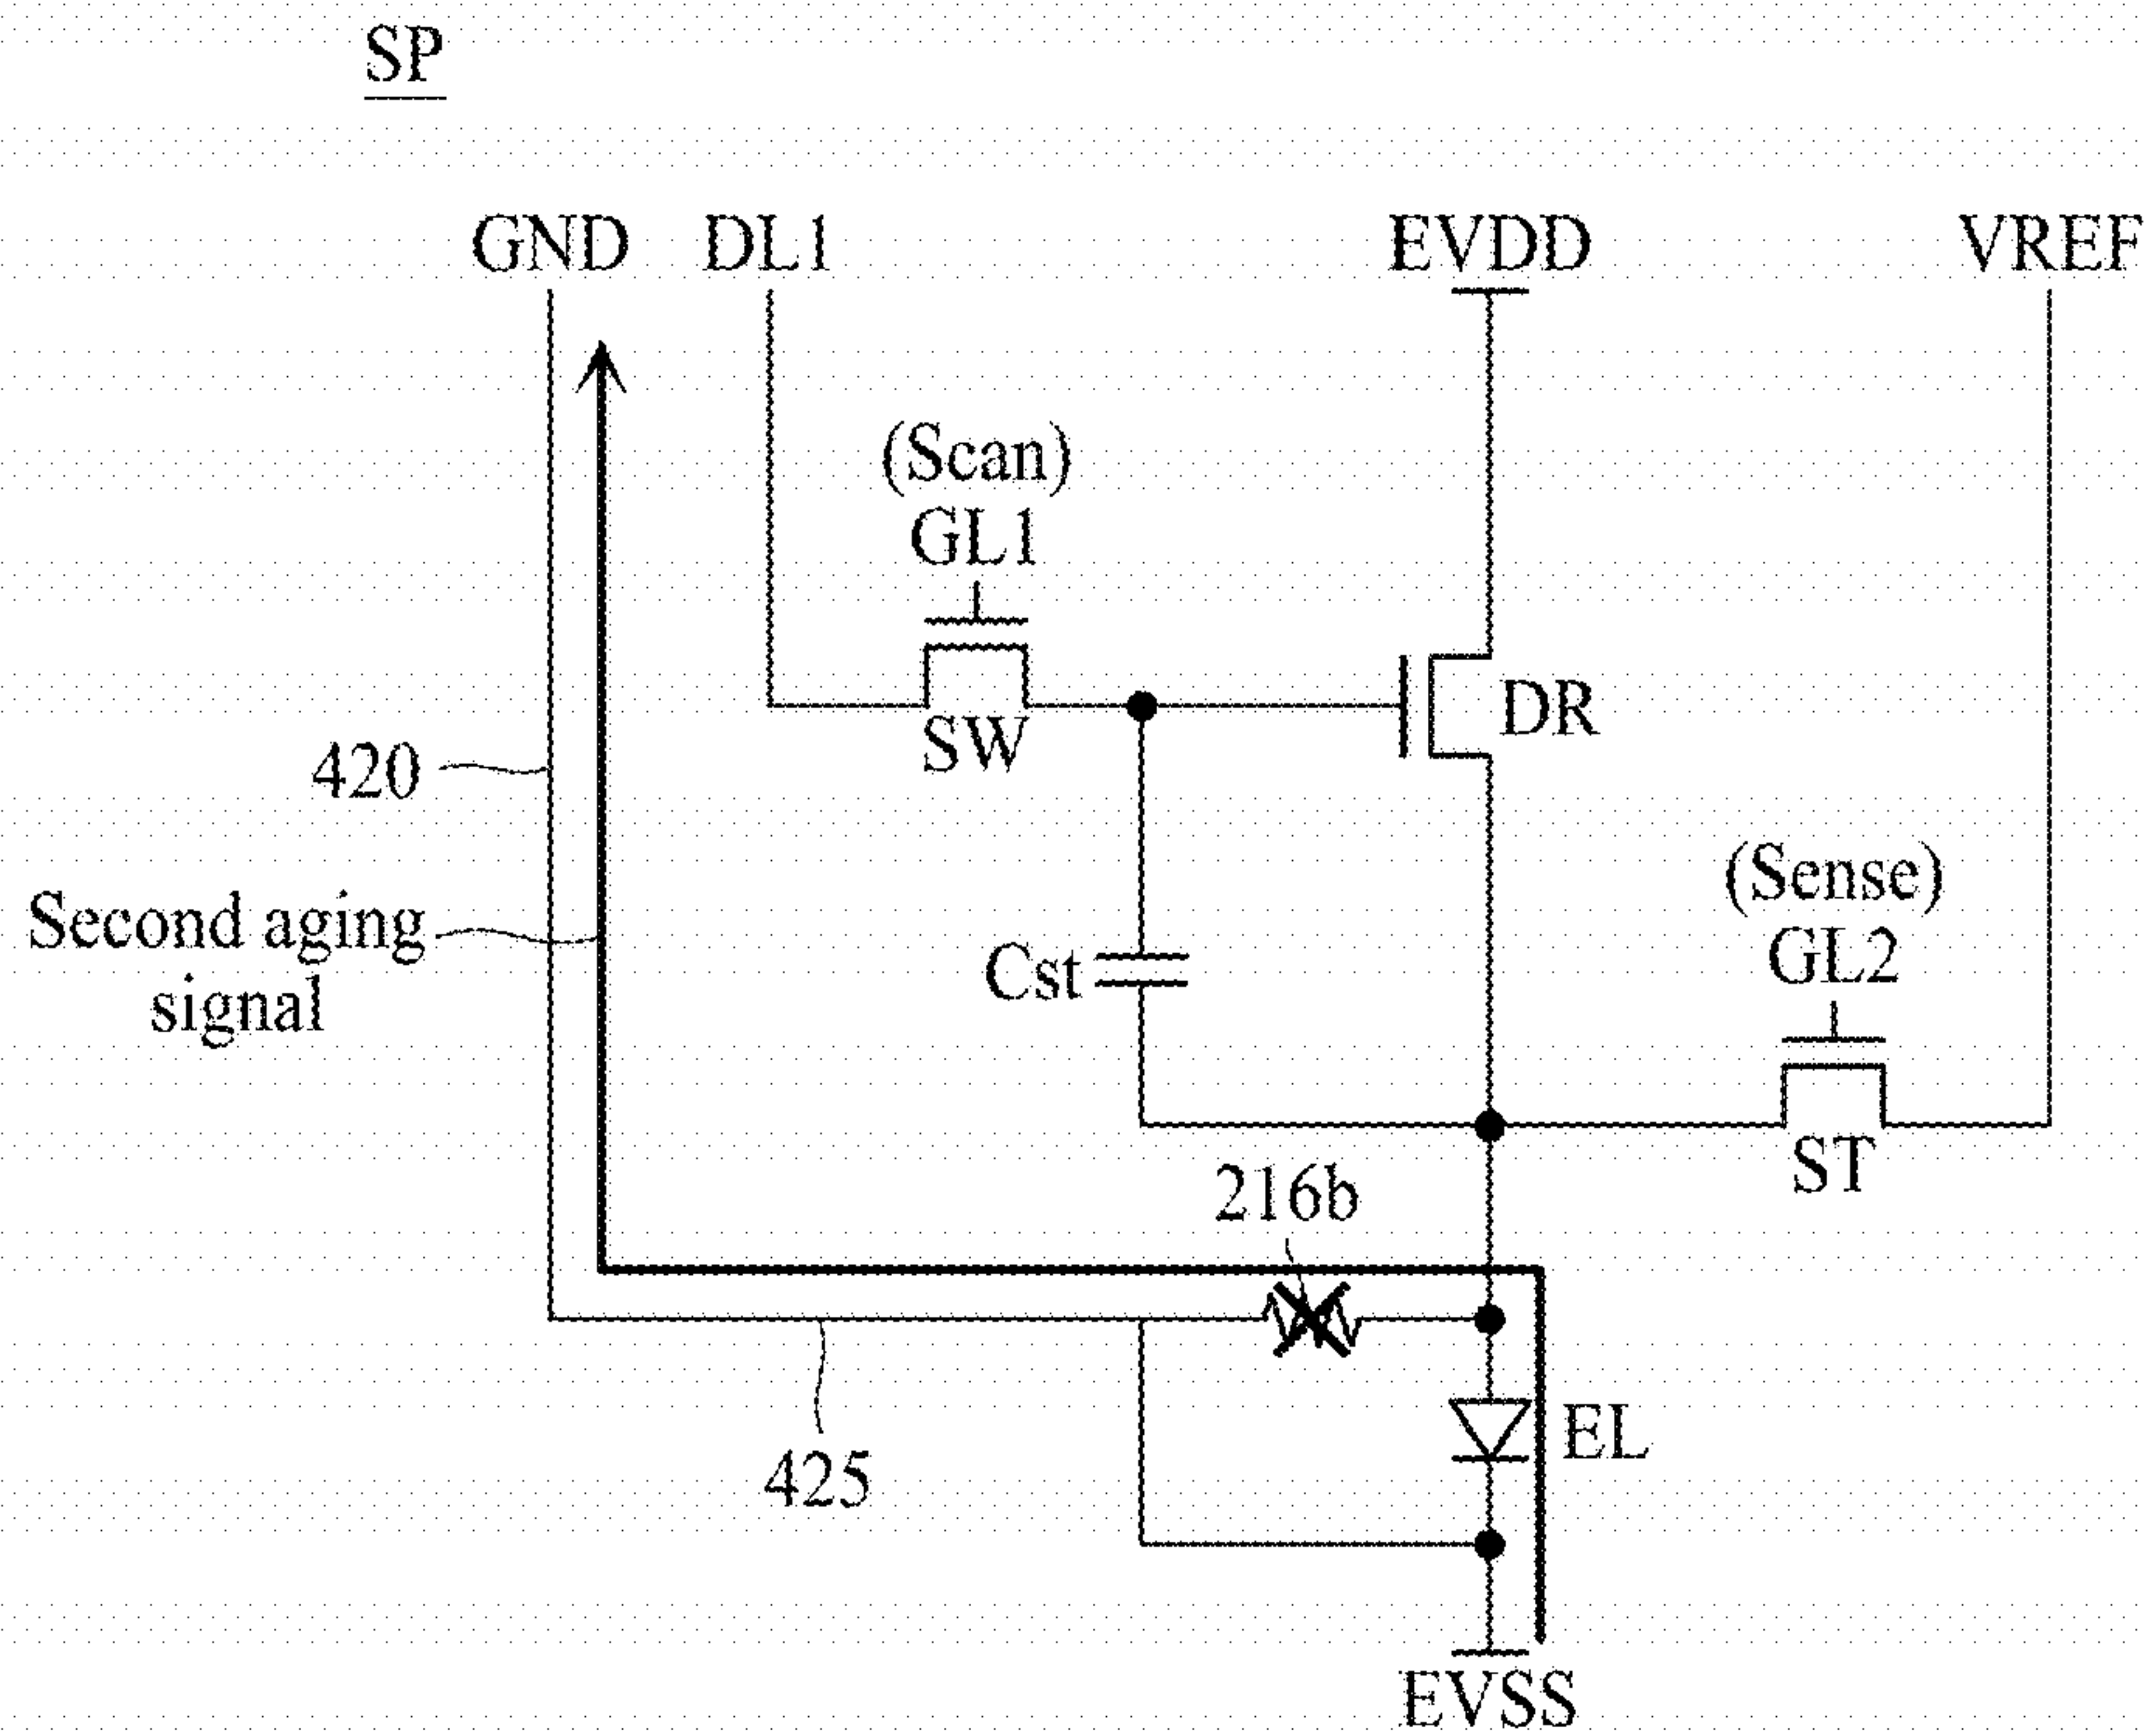 SP
GND DL1 EVDD VREF
(Scan)
GL1
SW
DR
420
(Sense)
GL2
Second aging
signal
Cst
ST
216b
EL
425
EVSS